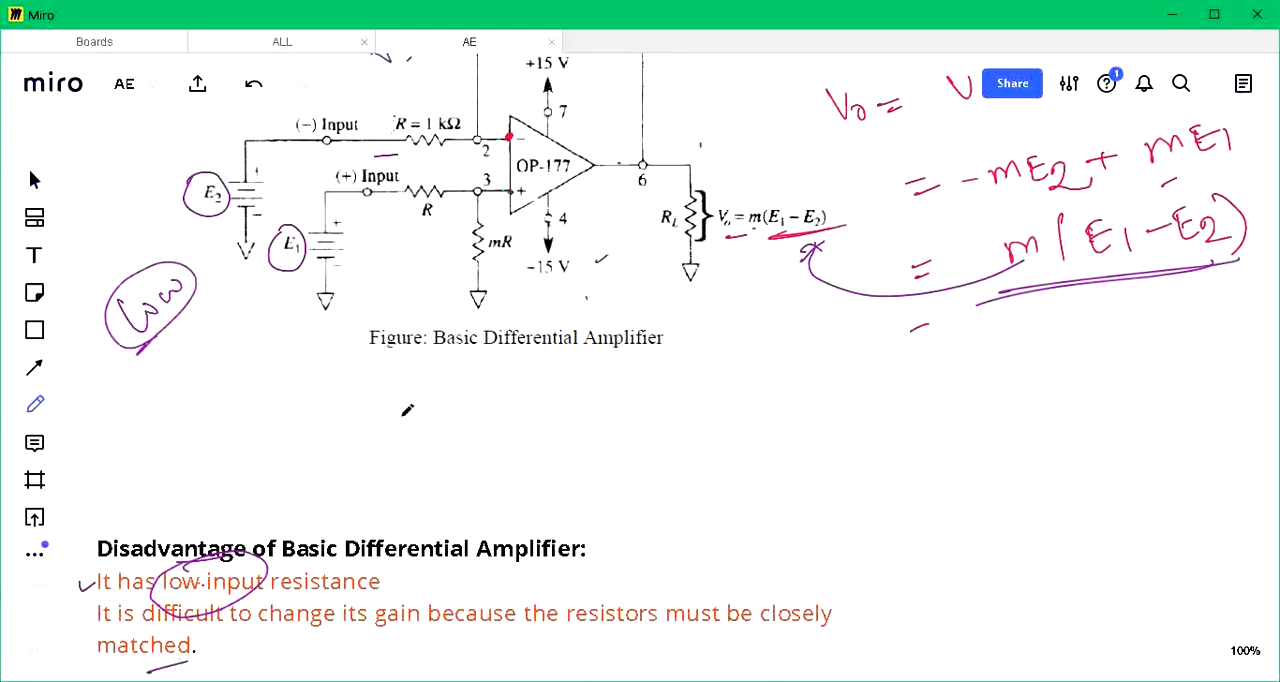 Miro
Boards ALL AE
miro AE Share 1
+15 V
7
(−) Input R = 1 kΩ
2 −
OP-177
(+) Input 3 + 6
R
4
mR
−15 V
E2
E1
RL Vo = m(E1 − E2)
Low
Vo = V
= -mE2 + mE1
= m(E1 - E2)
=
Figure: Basic Differential Amplifier
Disadvantage of Basic Differential Amplifier:
It has low input resistance
It is difficult to change its gain because the resistors must be closely
matched.
100%